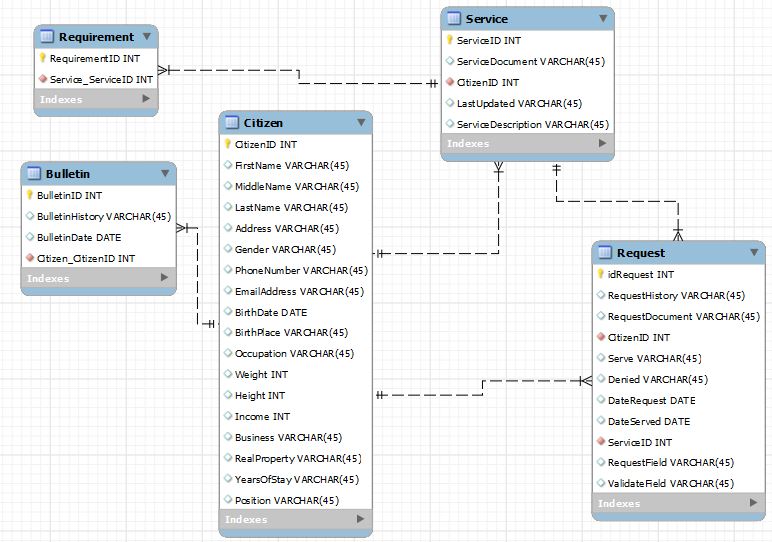 Requirement
RequirementID INT
Service_ServiceID INT
Indexes
Service
ServiceID INT
ServiceDocument VARCHAR(45)
CitizenID INT
LastUpdated VARCHAR(45)
ServiceDescription VARCHAR(45)
Indexes
Bulletin
BulletinID INT
BulletinHistory VARCHAR(45)
BulletinDate DATE
Citizen_CitizenID INT
Indexes
Citizen
CitizenID INT
FirstName VARCHAR(45)
MiddleName VARCHAR(45)
LastName VARCHAR(45)
Address VARCHAR(45)
Gender VARCHAR(45)
PhoneNumber VARCHAR(45)
EmailAddress VARCHAR(45)
BirthDate DATE
BirthPlace VARCHAR(45)
Occupation VARCHAR(45)
Weight INT
Height INT
Income INT
Business VARCHAR(45)
RealProperty VARCHAR(45)
YearsOfStay VARCHAR(45)
Position VARCHAR(45)
Indexes
Request
idRequest INT
RequestHistory VARCHAR(45)
RequestDocument VARCHAR(45)
CitizenID INT
Serve VARCHAR(45)
Denied VARCHAR(45)
DateRequest DATE
DateServed DATE
ServiceID INT
RequestField VARCHAR(45)
ValidateField VARCHAR(45)
Indexes